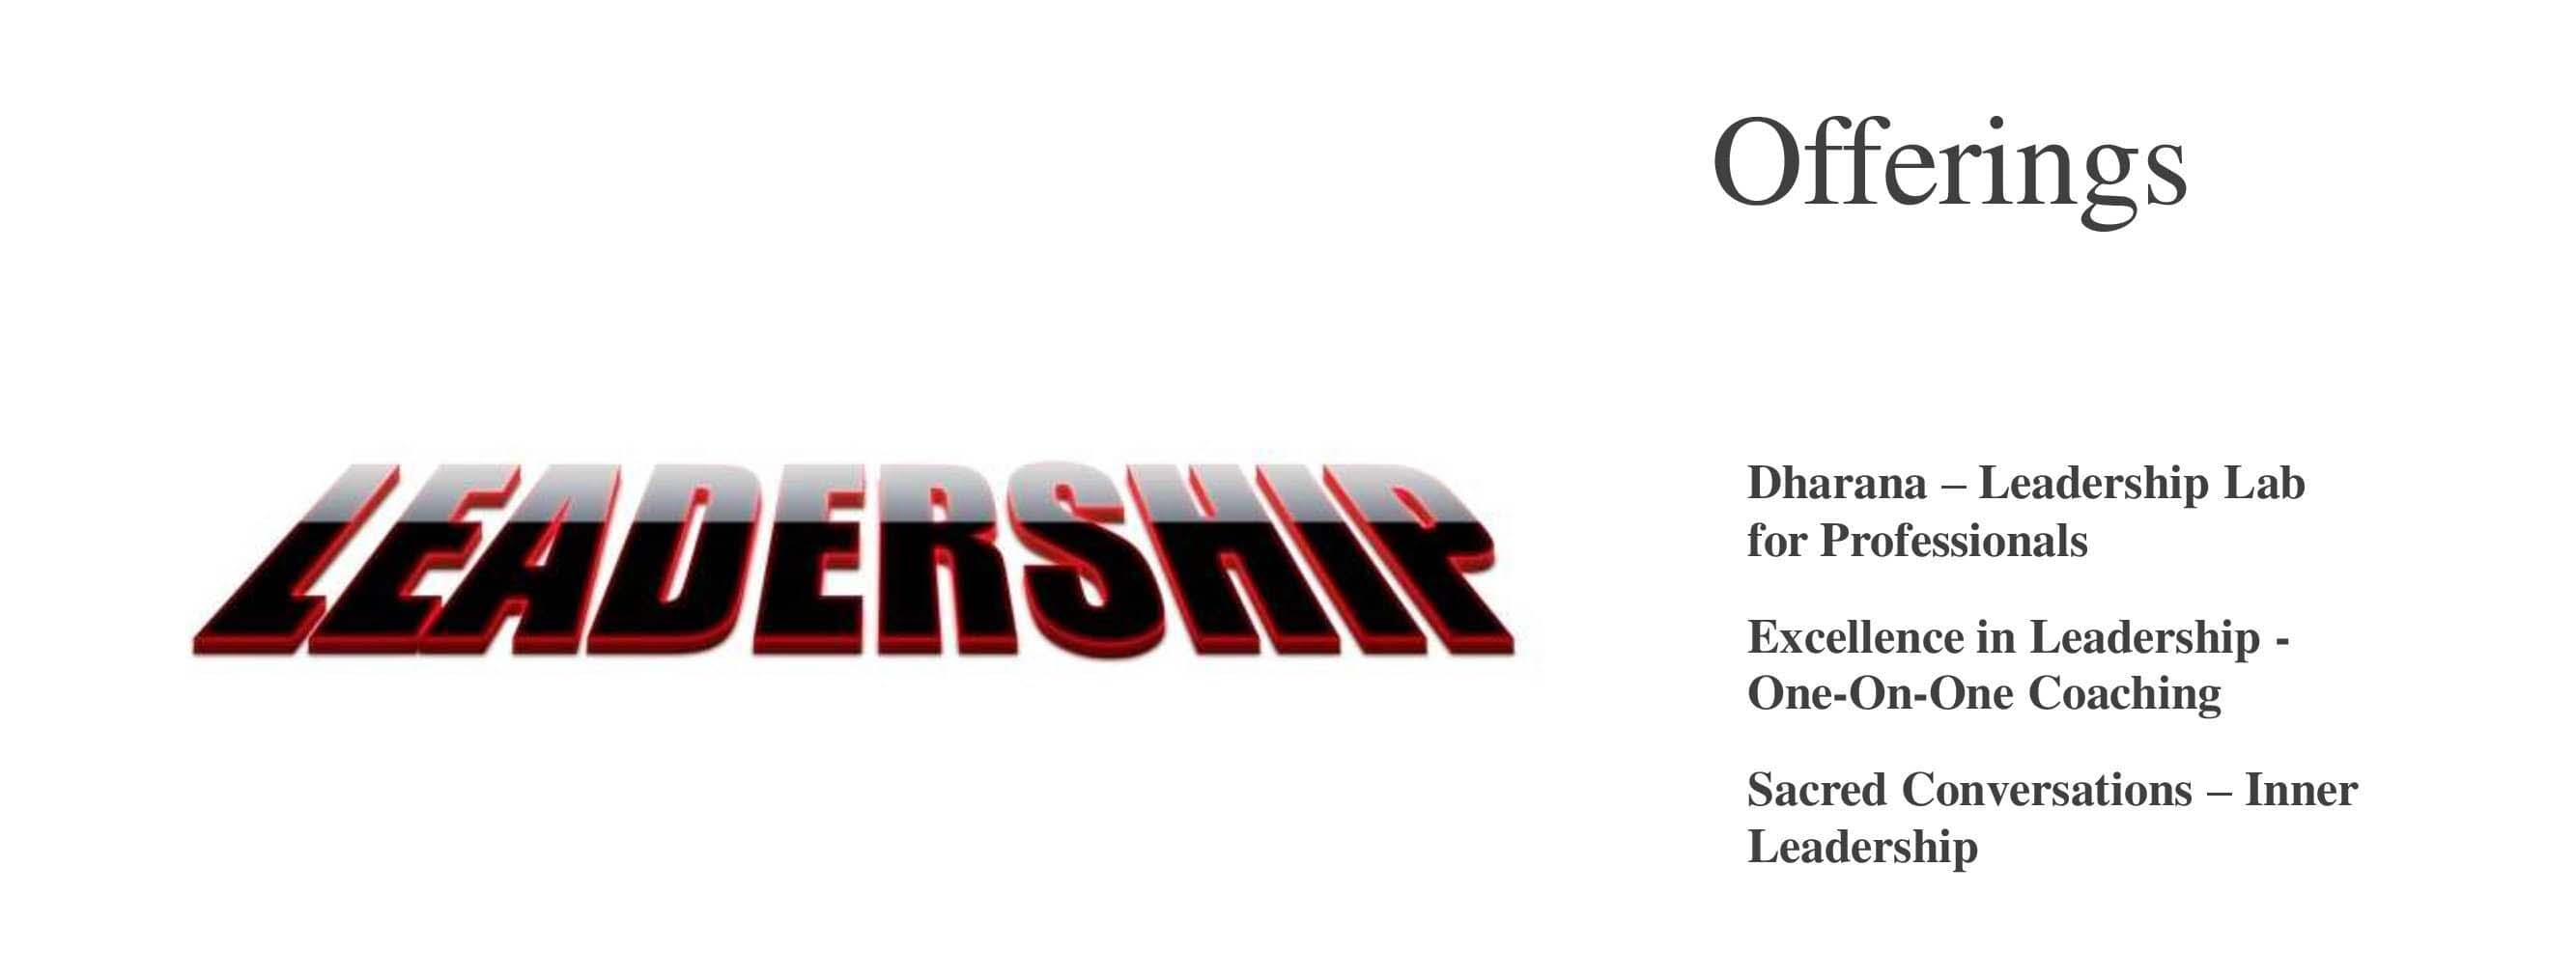 Offerings
LEADERSHIP
Dharana – Leadership Lab
for Professionals
Excellence in Leadership -
One-On-One Coaching
Sacred Conversations – Inner
Leadership